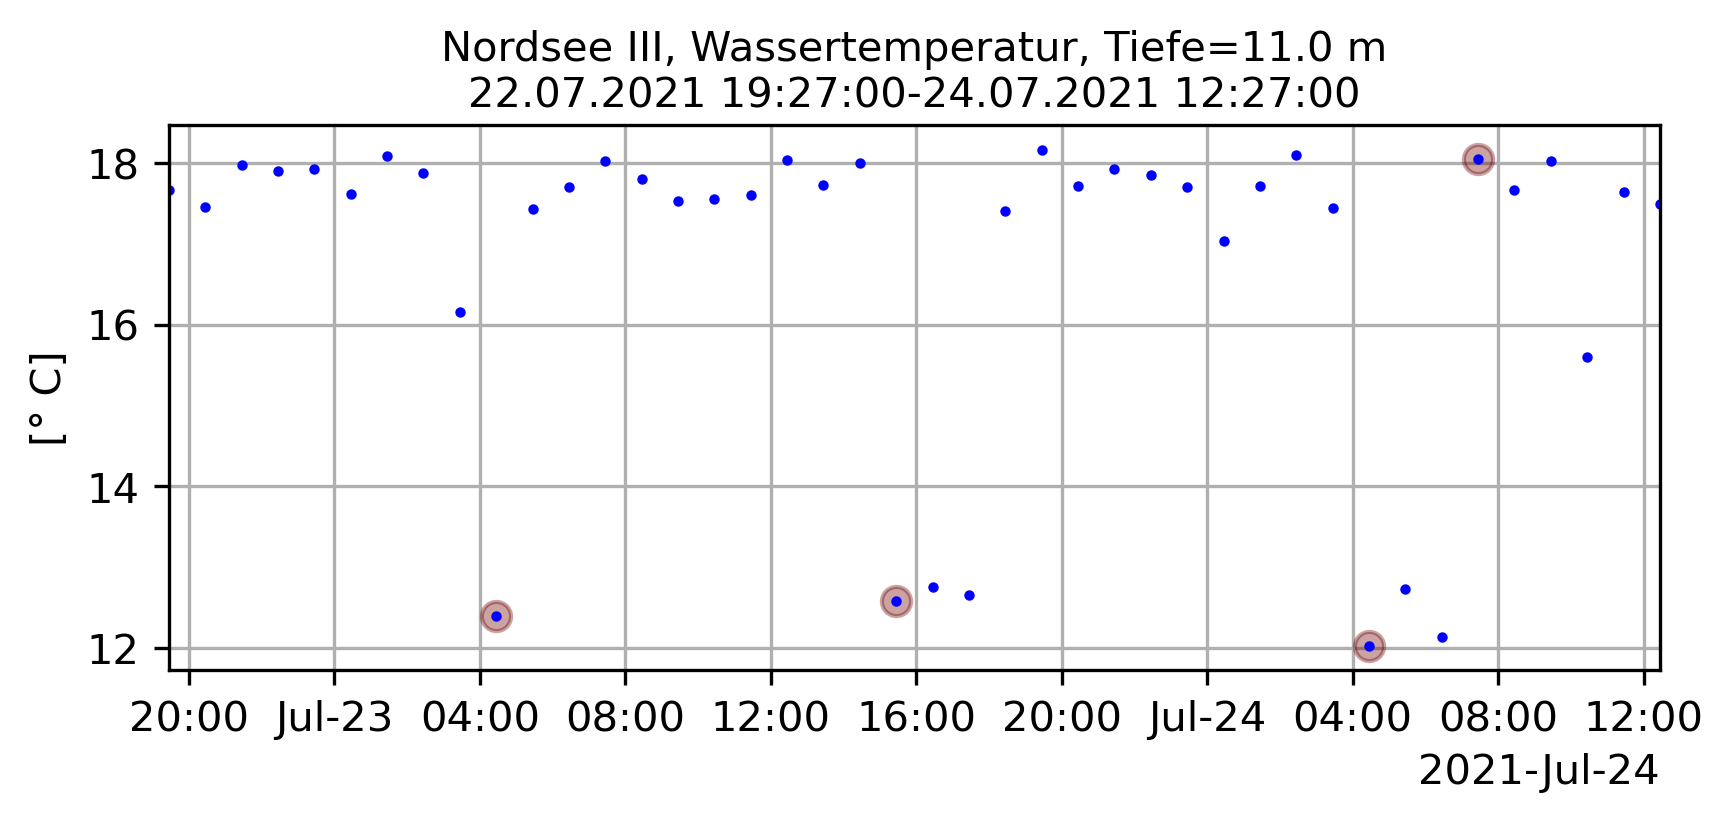 Nordsee III, Wassertemperatur, Tiefe=11.0 m
22.07.2021 19:27:00-24.07.2021 12:27:00
18
16
14
12
[° C]
20:00 Jul-23 04:00 08:00 12:00 16:00 20:00 Jul-24 04:00 08:00 12:00
2021-Jul-24